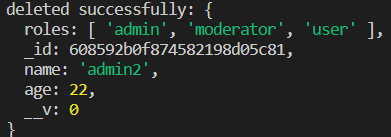 deleted successfully: {
  roles: [ 'admin', 'moderator', 'user' ],
  _id: 608592b0f874582198d05c81,
  name: 'admin2',
  age: 22,
  __v: 0
}